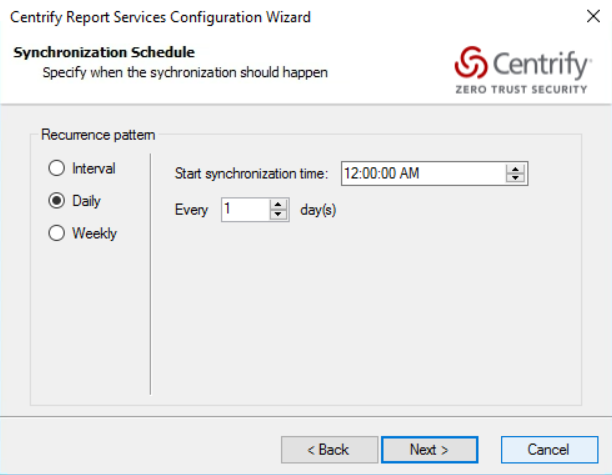 Centrify Report Services Configuration Wizard
Synchronization Schedule
Specify when the sychronization should happen
Centrify
ZERO TRUST SECURITY
Recurrence pattern
Interval
Daily
Weekly
Start synchronization time: 12:00:00 AM
Every 1 day(s)
< Back Next > Cancel